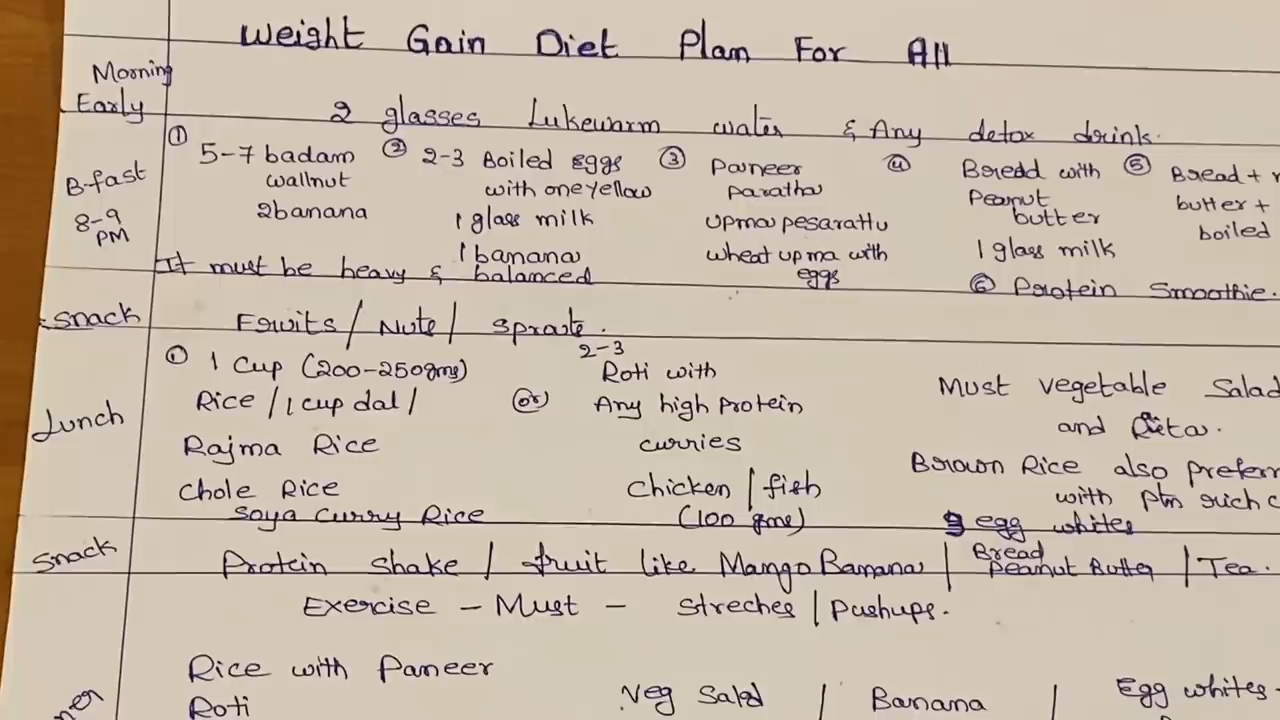 Weight Gain Diet Plan For All
Morning
Early
2 glasses Lukewarm water & Any detox drink.
B-fast
8-9
PM
① 5-7 badam
wallnut
2banana
② 2-3 Boiled eggs
with one yellow
1 glass milk
1 banana
③ Paneer
paratha
upma pesarattu
wheat upma with
eggs
④ Bread with
Peanut
butter
1 glass milk
⑤ Bread +
butter +
boiled
⑥ Protein Smoothie.
It must be heavy & balanced
Snack
Fruits / Nuts / sprouts.
Lunch
① 1 Cup (200-250gms)
Rice / 1 cup dal /
Rajma Rice
Chole Rice
Soya Curry Rice
(or)
2-3
Roti with
Any high protein
curries
Chicken / fish
(100 gms)
Must vegetable Salad
and Raita.
Brown Rice also prefer
with ptn rich
egg whites
Snack
Protein shake / fruit like Mango Banana / Bread Peanut Butter / Tea.
Exercise - Must - streches / pushups.
Rice with Paneer
Roti
Veg Salad / Banana / Egg whites